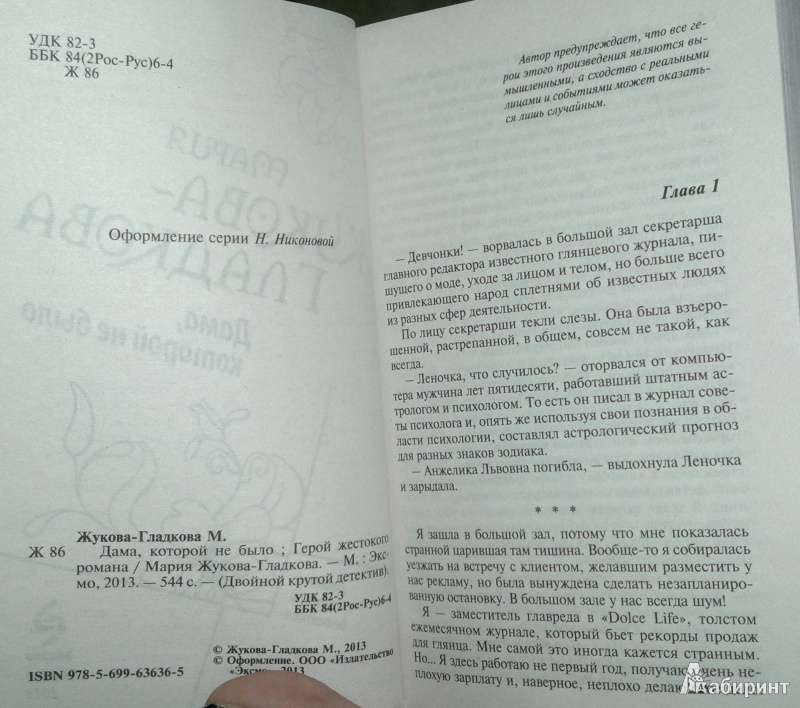 УДК 82-3
ББК 84(2Рос-Рус)6-4
Ж 86
Оформление серии Н. Никоновой
Жукова-Гладкова М.
Ж 86 Дама, которой не было ; Герой жестокого
романа / Мария Жукова-Гладкова. — М. : Экс-
мо, 2013. — 544 с. — (Двойной крутой детектив).
УДК 82-3
ББК 84(2Рос-Рус)6-4
© Жукова-Гладкова М., 2013
© Оформление. ООО «Издательство
«Эксмо», 2013
ISBN 978-5-699-63636-5
Автор предупреждает, что все ге-
рои этого произведения являются вы-
мышленными, а сходство с реальными
лицами и событиями может оказать-
ся лишь случайным.
Глава 1
— Девчонки! — ворвалась в большой зал секретарша
главного редактора известного глянцевого журнала, пи-
шущего о моде, уходе за лицом и телом, но больше всего
привлекающего народ сплетнями об известных людях
из разных сфер деятельности.
По лицу секретарши текли слезы. Она была взъеро-
шенной, растрепанной, в общем, совсем не такой, как
всегда.
— Леночка, что случилось? — оторвался от компью-
тера мужчина лет пятидесяти, работавший штатным ас-
трологом и психологом. То есть он писал в журнал сове-
ты психолога и, опять же используя свои познания в об-
ласти психологии, составлял астрологический прогноз
для разных знаков зодиака.
— Анжелика Львовна погибла, — выдохнула Леночка
и зарыдала.
* * *
Я зашла в большой зал, потому что мне показалась
странной царившая там тишина. Вообще-то я собиралась
уезжать на встречу с клиентом, желавшим разместить у
нас рекламу, но была вынуждена сделать незапланиро-
ванную остановку. В большом зале у нас всегда шум!
Я — заместитель главреда в «Dolce Life», толстом
ежемесячном журнале, который бьет рекорды продаж
для глянца. Мне самой это иногда кажется странным.
Но... Я здесь работаю не первый год, получаю очень не-
плохую зарплату и, наверное, неплохо делаю
Лабиринт